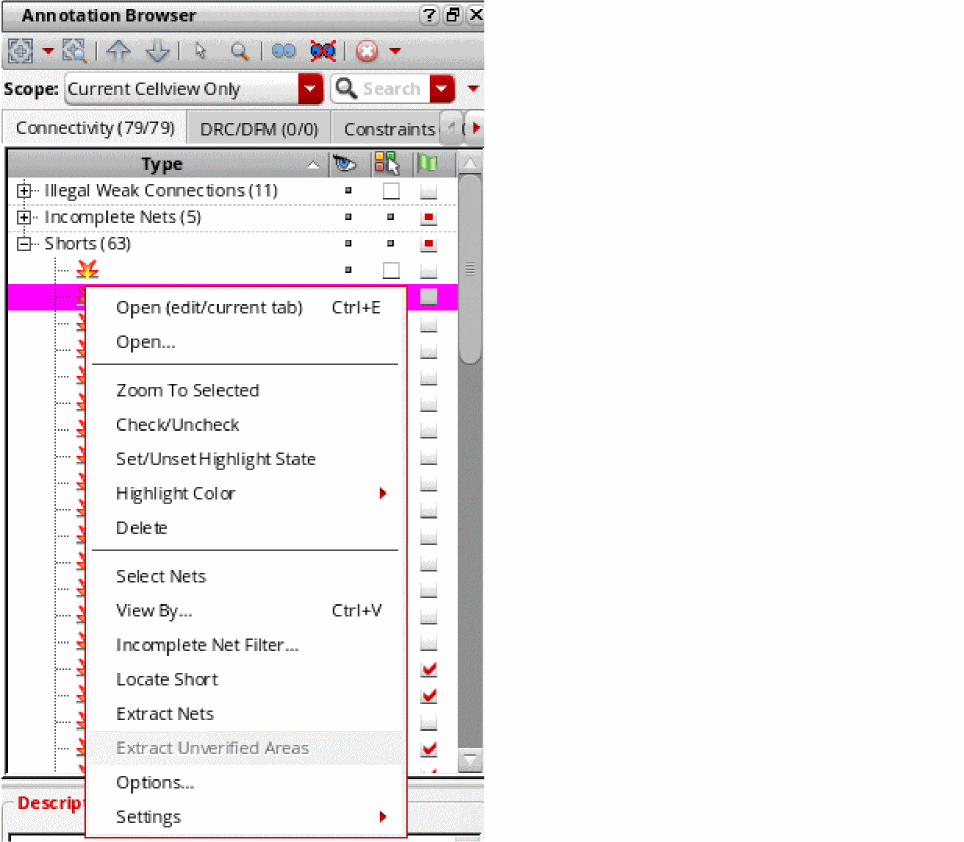 Annotation Browser
Scope: Current Cellview Only Search
Connectivity (79/79) DRC/DFM (0/0) Constraints (
Type
Illegal Weak Connections (11)
Incomplete Nets (5)
Shorts (63)
Open (edit/current tab) Ctrl+E
Open...
Zoom To Selected
Check/Uncheck
Set/Unset Highlight State
Highlight Color
Delete
Select Nets
View By... Ctrl+V
Incomplete Net Filter...
Locate Short
Extract Nets
Extract Unverified Areas
Options...
Settings
Descrip